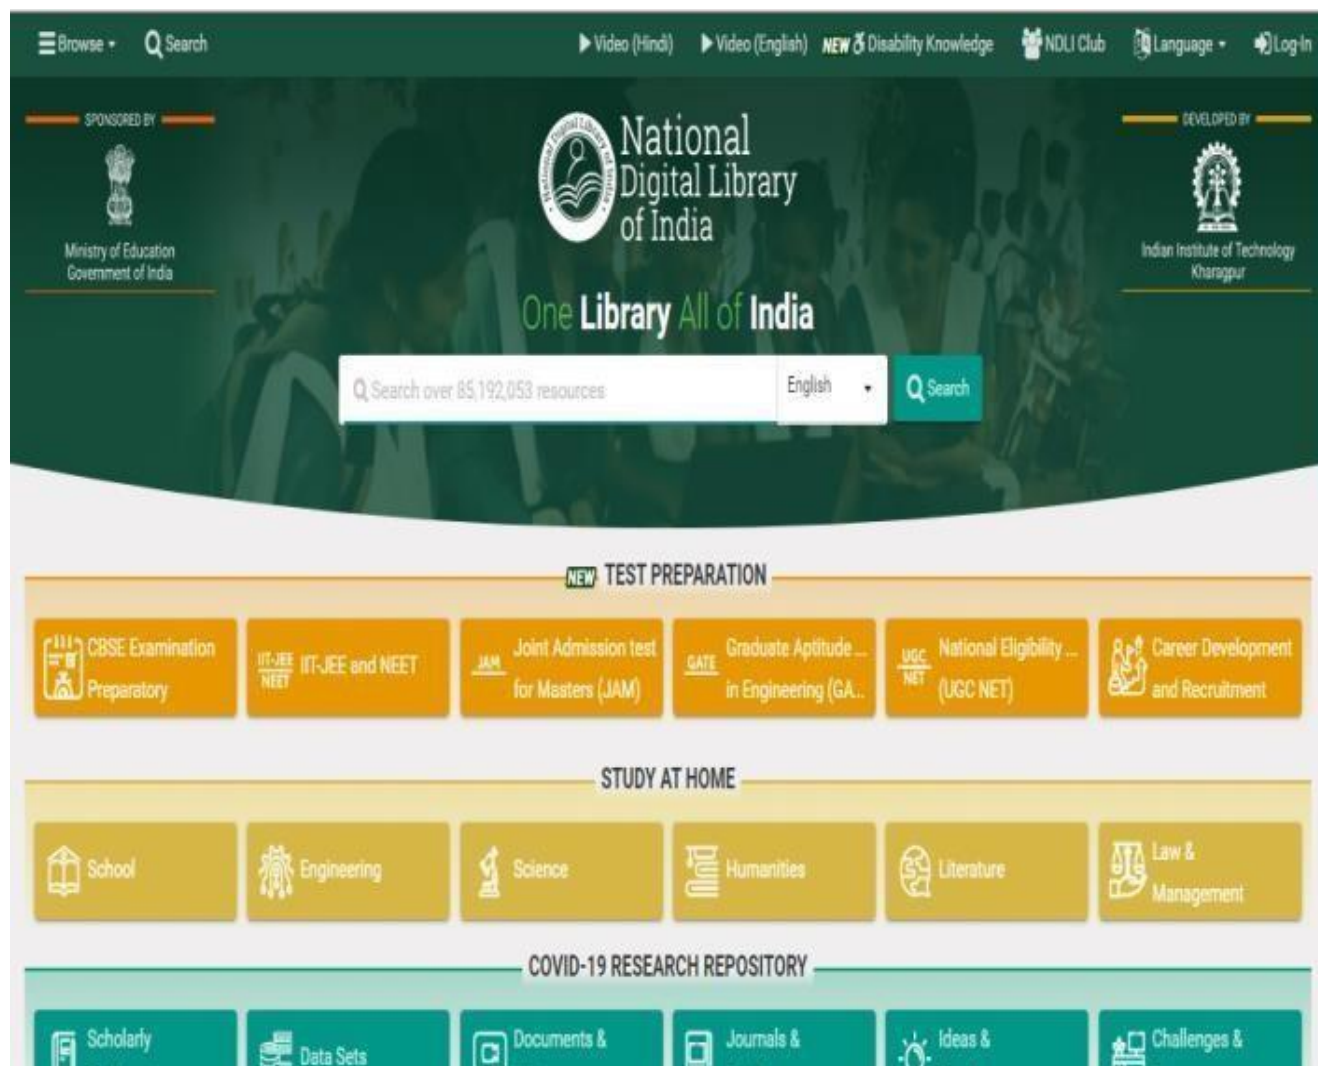 Browse
Search
Video (Hindi)
Video (English)
NEW Disability Knowledge
NDLI Club
Language
Log-In
SPONSORED BY
Ministry of Education
Government of India
National Digital Library of India
National
Digital Library
of India
DEVELOPED BY
Indian Institute of Technology
Kharagpur
One Library All of India
Search over 85,192,053 resources
English
Search
NEW TEST PREPARATION
CBSE Examination
Preparatory
IIT-JEE
NEET
IIT-JEE and NEET
JAM
Joint Admission test
for Masters (JAM)
GATE
Graduate Aptitude ...
in Engineering (GA...
UGC
NET
National Eligibility ...
(UGC NET)
Career Development
and Recruitment
STUDY AT HOME
School
Engineering
Science
Humanities
Literature
Law &
Management
COVID-19 RESEARCH REPOSITORY
Scholarly
Data Sets
Documents &
Journals &
Ideas &
Challenges &